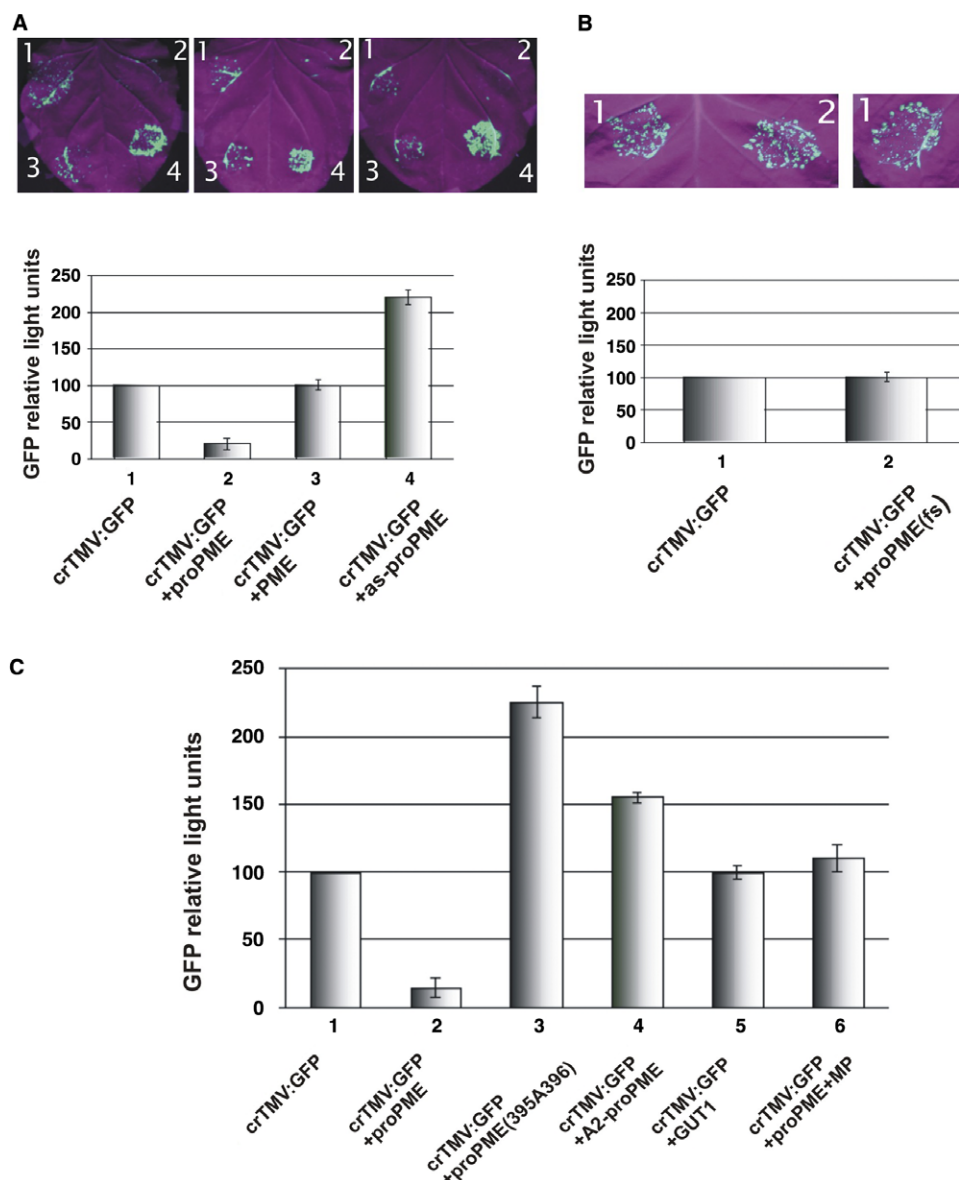 A
1 2 1 2 1 2
3 4 3 4 3 4
GFP relative light units
250
200
150
100
50
0
1 2 3 4
crTMV:GFP
crTMV:GFP
+proPME
crTMV:GFP
+PME
crTMV:GFP
+as-proPME
B
1 2 1
GFP relative light units
250
200
150
100
50
0
1 2
crTMV:GFP
crTMV:GFP
+proPME(fs)
C
GFP relative light units
250
200
150
100
50
0
1 2 3 4 5 6
crTMV:GFP
crTMV:GFP
+proPME
crTMV:GFP
+proPME(395A396)
crTMV:GFP
+A2-proPME
crTMV:GFP
+GUT1
crTMV:GFP
+proPME+MP